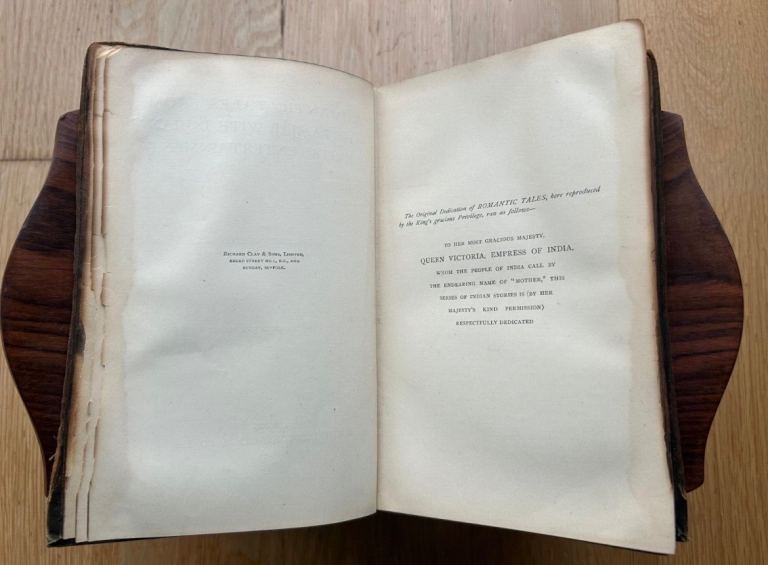 RICHARD CLAY & SONS, LIMITED,
BREAD STREET HILL, E.C., AND
BUNGAY, SUFFOLK.
The Original Dedication of ROMANTIC TALES, here reproduced
by the King's gracious Privilege, ran as follows—
TO HER MOST GRACIOUS MAJESTY,
QUEEN VICTORIA, EMPRESS OF INDIA,
WHOM THE PEOPLE OF INDIA CALL BY
THE ENDEARING NAME OF "MOTHER," THIS
SERIES OF INDIAN STORIES IS (BY HER
MAJESTY'S KIND PERMISSION)
RESPECTFULLY DEDICATED